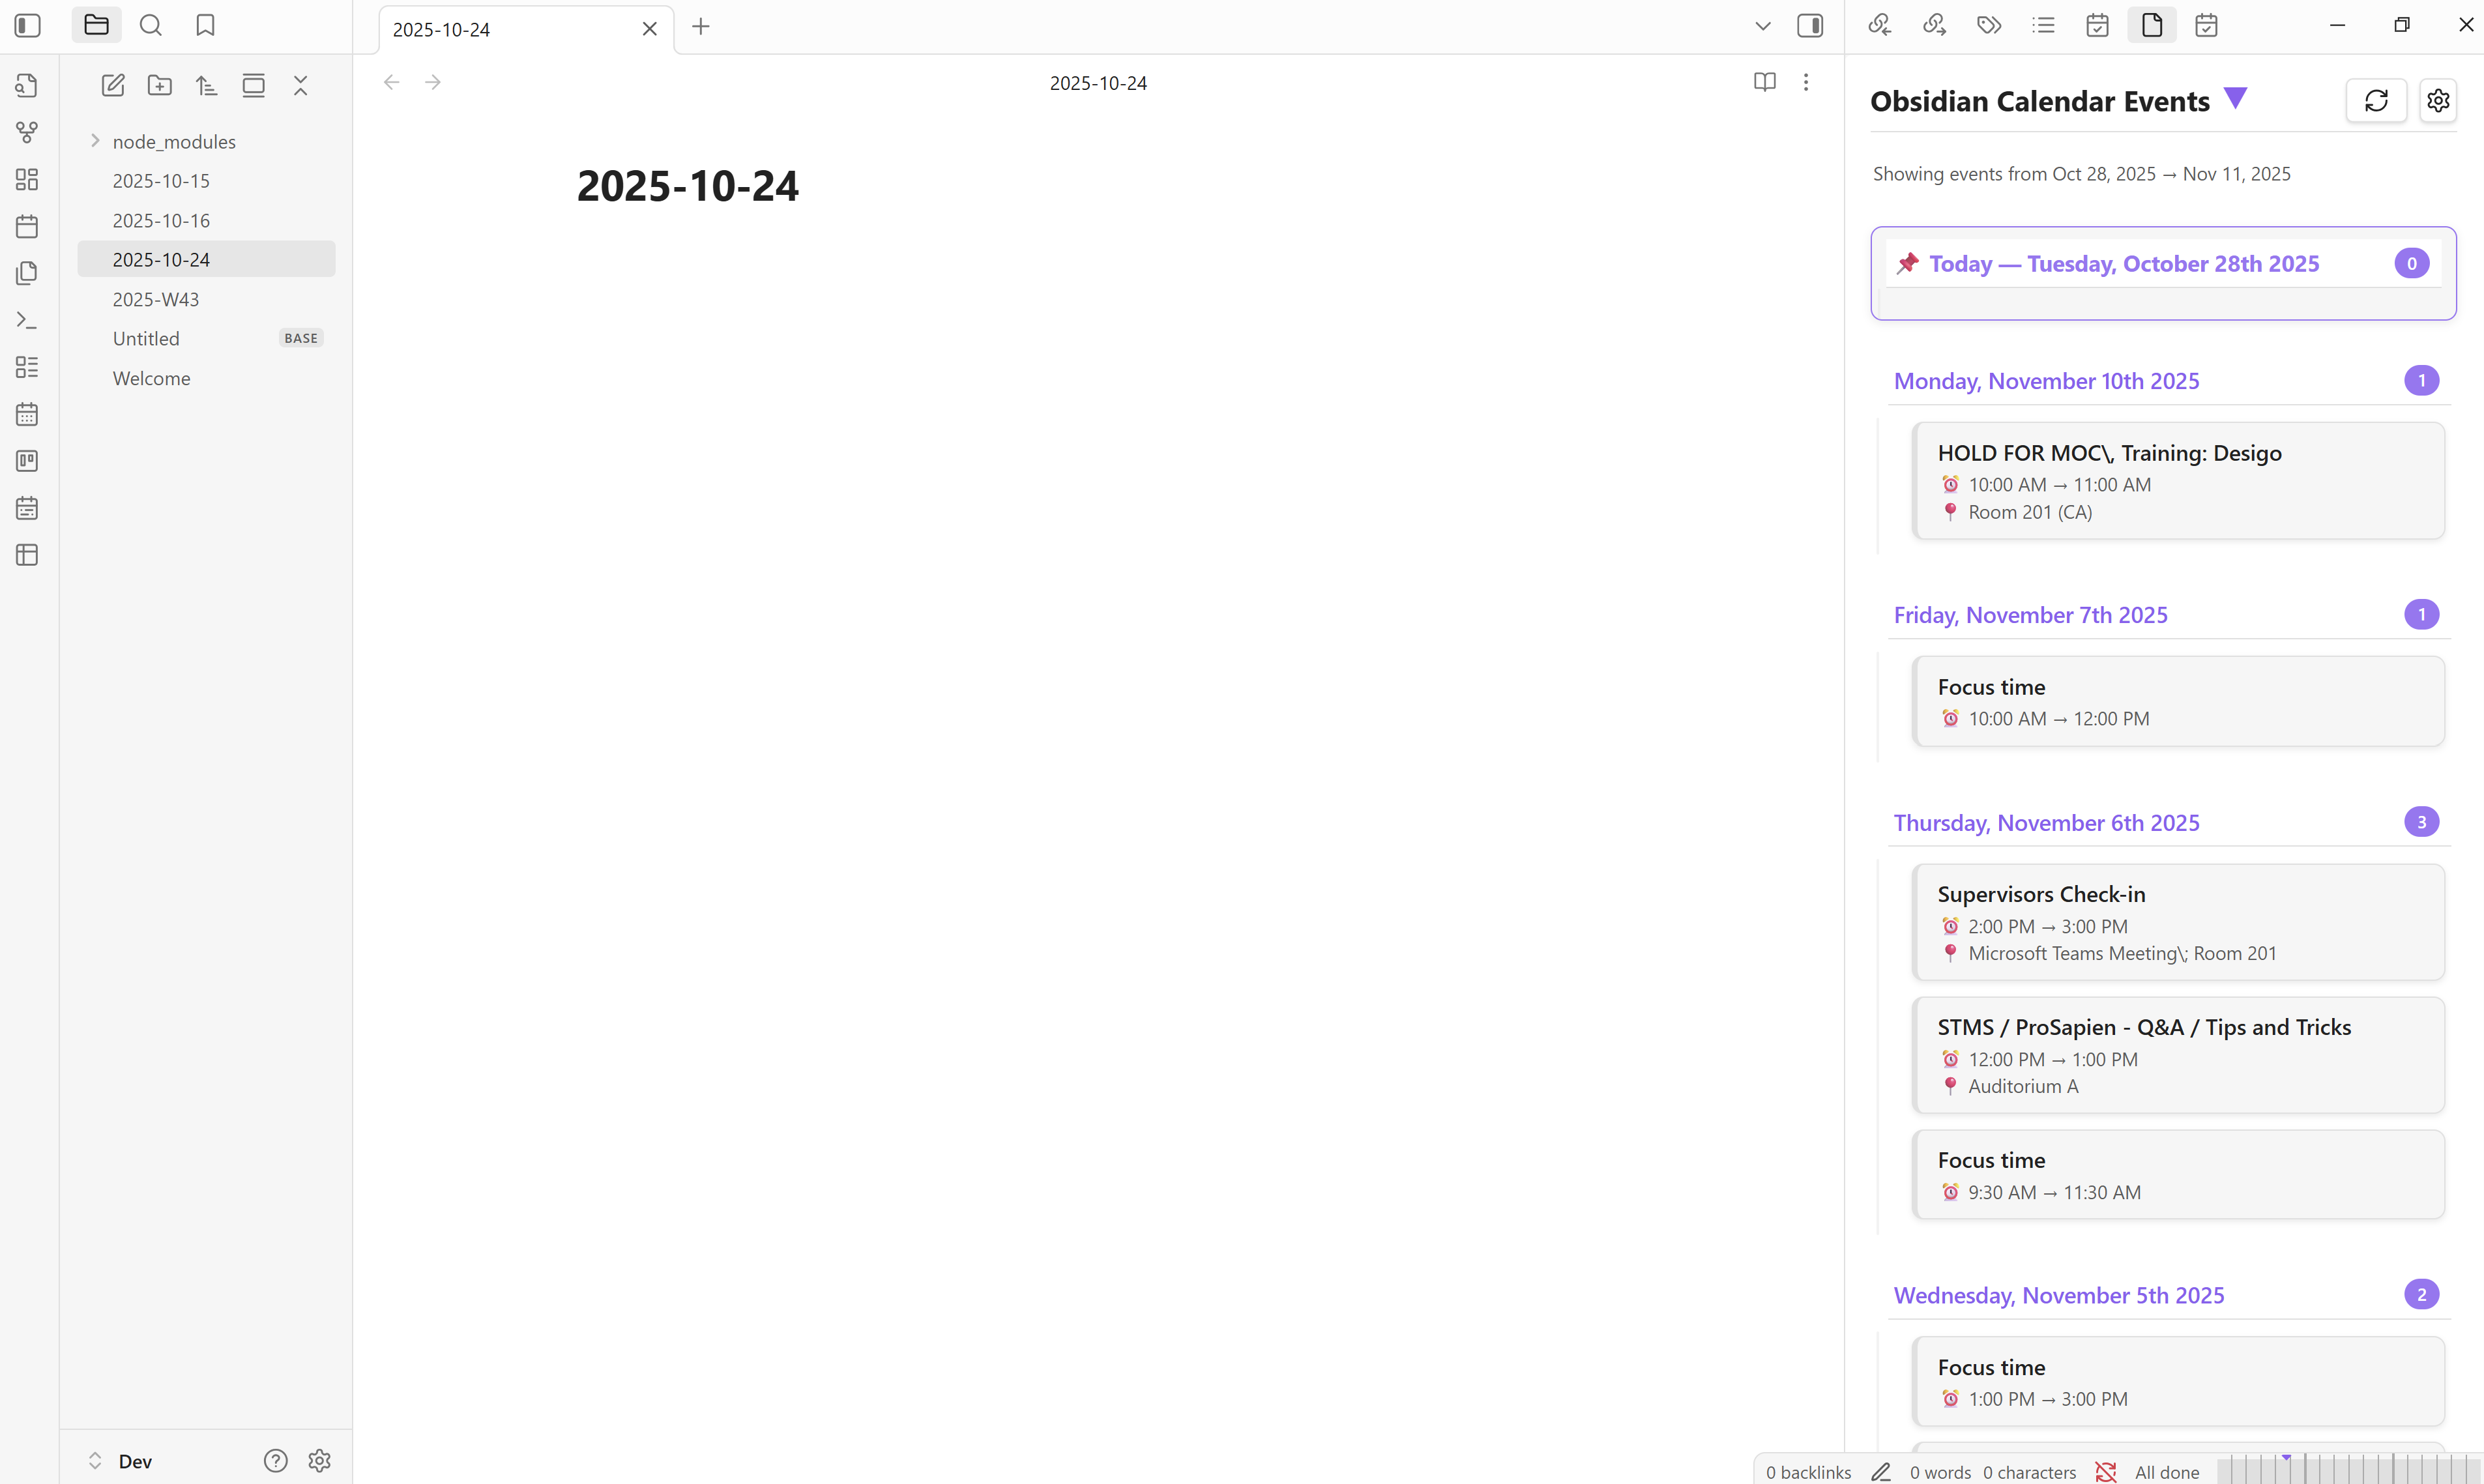 2025-10-24
2025-10-24
node_modules
2025-10-15
2025-10-16
2025-10-24
2025-W43
Untitled BASE
Welcome
Dev
2025-10-24
Obsidian Calendar Events
Showing events from Oct 28, 2025 → Nov 11, 2025
📌 Today — Tuesday, October 28th 2025 0
Monday, November 10th 2025 1
HOLD FOR MOC\, Training: Desigo
⏰ 10:00 AM → 11:00 AM
📍 Room 201 (CA)
Friday, November 7th 2025 1
Focus time
⏰ 10:00 AM → 12:00 PM
Thursday, November 6th 2025 3
Supervisors Check-in
⏰ 2:00 PM → 3:00 PM
📍 Microsoft Teams Meeting\; Room 201
STMS / ProSapien - Q&A / Tips and Tricks
⏰ 12:00 PM → 1:00 PM
📍 Auditorium A
Focus time
⏰ 9:30 AM → 11:30 AM
Wednesday, November 5th 2025 2
Focus time
⏰ 1:00 PM → 3:00 PM
0 backlinks 0 words 0 characters All done